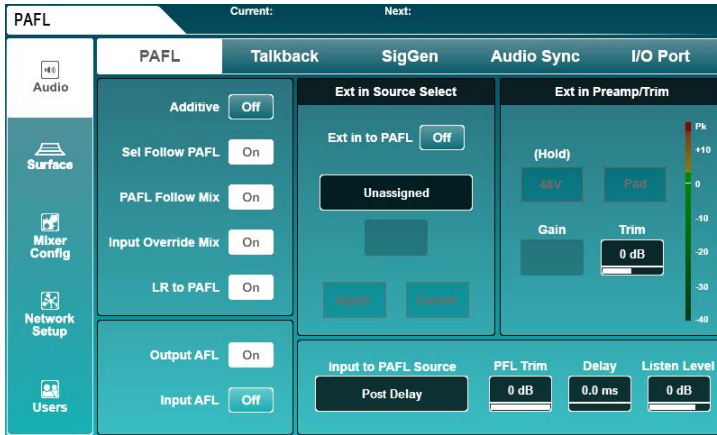 PAFL
Current:
Next:
Audio
Surface
Mixer
Config
Network
Setup
Users
PAFL
Talkback
SigGen
Audio Sync
I/O Port
Additive Off
Sel Follow PAFL On
PAFL Follow Mix On
Input Override Mix On
LR to PAFL On
Output AFL On
Input AFL Off
Ext in Source Select
Ext in to PAFL Off
Unassigned
Apply Cancel
Ext in Preamp/Trim
(Hold)
48V Pad
Gain Trim
0 dB
Pk
+10
0
-10
-20
-30
-40
Input to PAFL Source
Post Delay
PFL Trim
0 dB
Delay
0.0 ms
Listen Level
0 dB